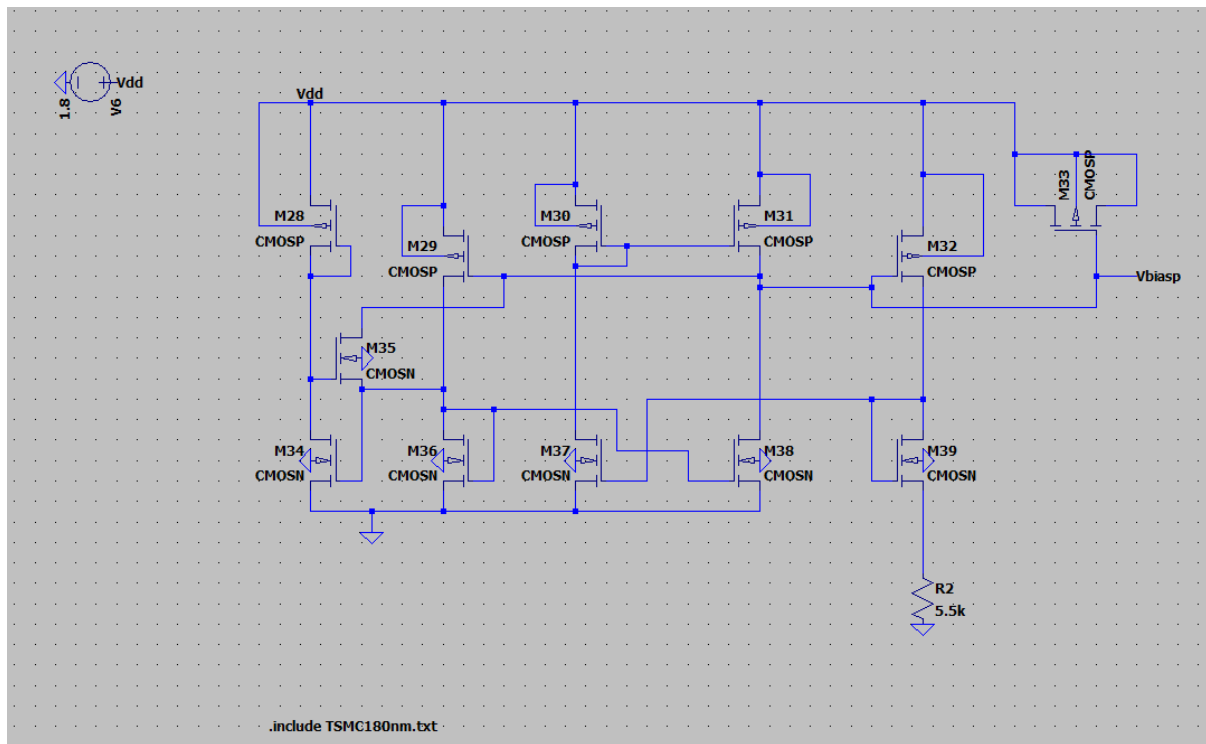 Vdd
1.8
V6
Vdd
M28
CMOSP
M29
CMOSP
M30
CMOSP
M31
CMOSP
M32
CMOSP
M33
CMOSP
Vbiasp
M35
CMOSN
M34
CMOSN
M36
CMOSN
M37
CMOSN
M38
CMOSN
M39
CMOSN
R2
5.5k
.include TSMC180nm.txt